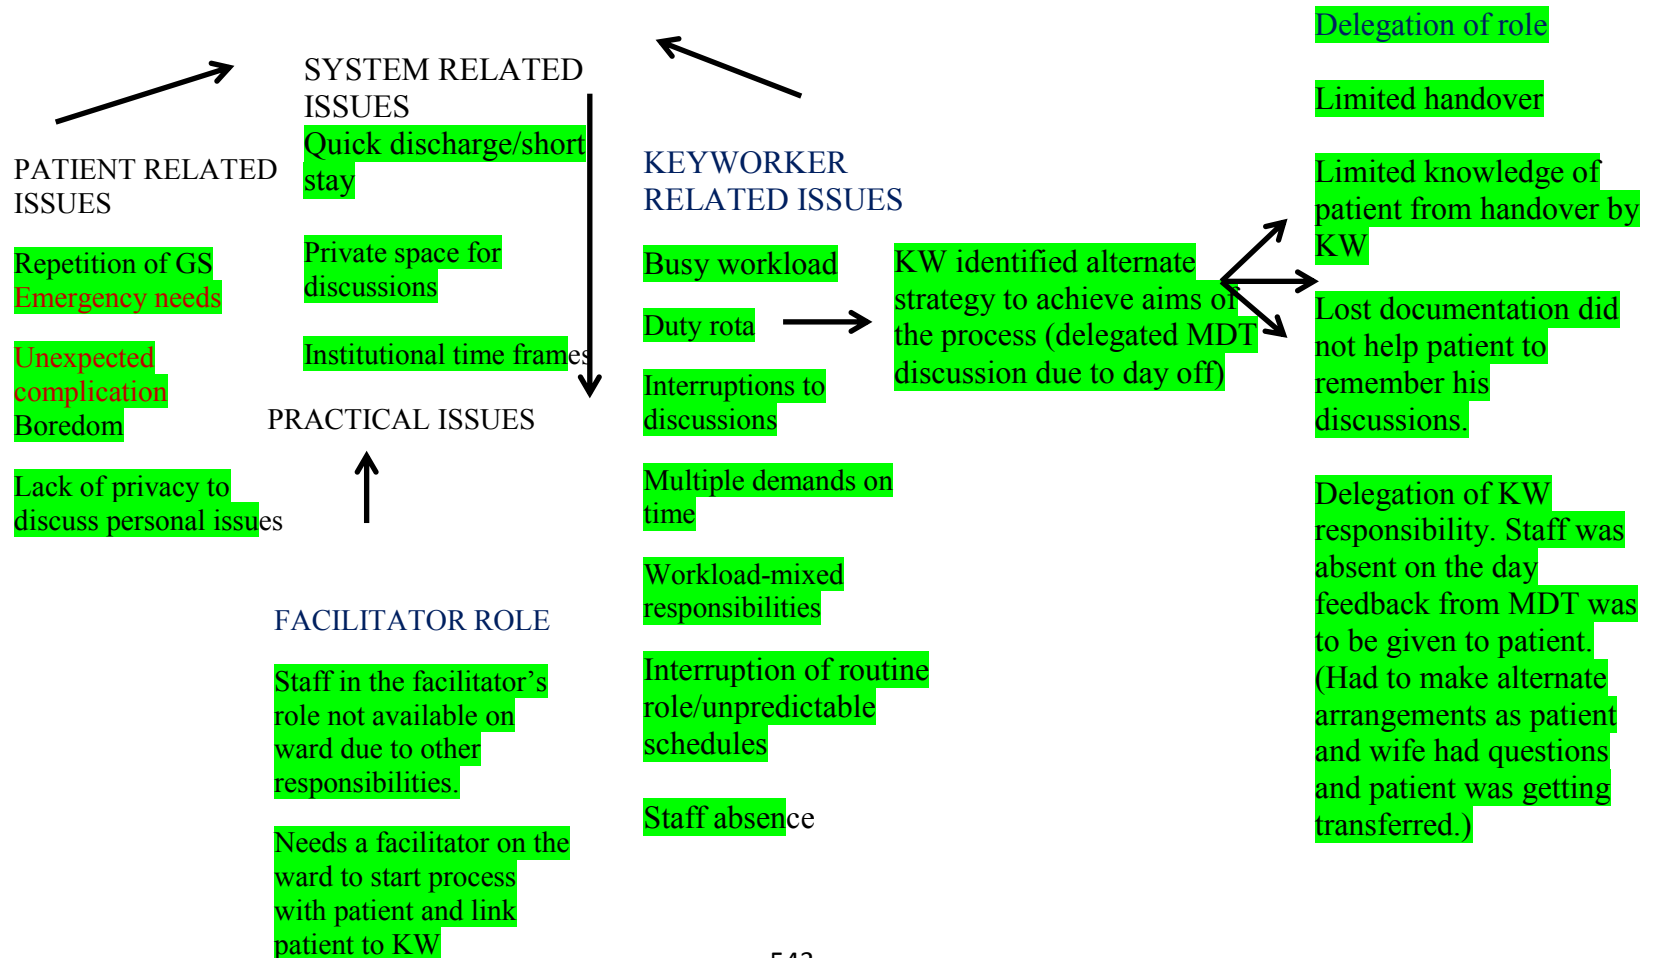 SYSTEM RELATED
ISSUES
Quick discharge/short
stay
Private space for
discussions
Institutional time frames
PATIENT RELATED
ISSUES
Repetition of GS
Emergency needs
Unexpected
complication
Boredom
Lack of privacy to
discuss personal issues
PRACTICAL ISSUES
FACILITATOR ROLE
Staff in the facilitator’s
role not available on
ward due to other
responsibilities.
Needs a facilitator on the
ward to start process
with patient and link
patient to KW
KEYWORKER
RELATED ISSUES
Busy workload
Duty rota
Interruptions to
discussions
Multiple demands on
time
Workload-mixed
responsibilities
Interruption of routine
role/unpredictable
schedules
Staff absence
KW identified alternate
strategy to achieve aims of
the process (delegated MDT
discussion due to day off)
Delegation of role
Limited handover
Limited knowledge of
patient from handover by
KW
Lost documentation did
not help patient to
remember his
discussions.
Delegation of KW
responsibility. Staff was
absent on the day
feedback from MDT was
to be given to patient.
(Had to make alternate
arrangements as patient
and wife had questions
and patient was getting
transferred.)